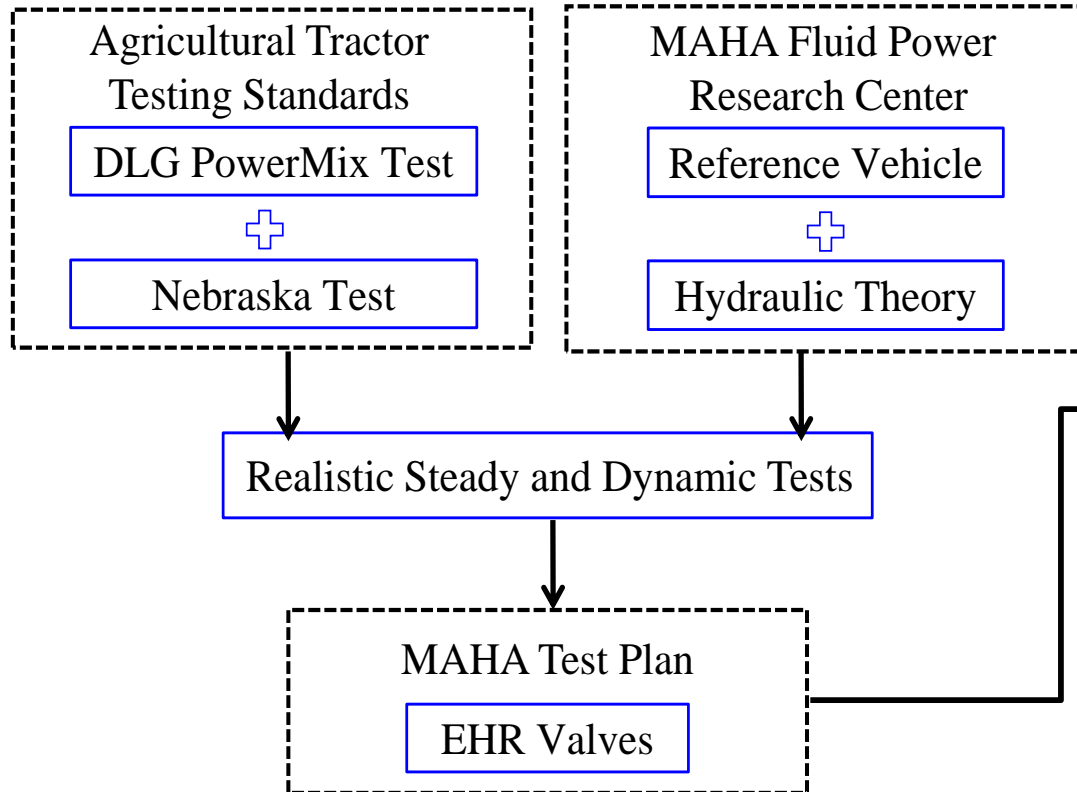 Agricultural Tractor
Testing Standards
DLG PowerMix Test
Nebraska Test
MAHA Fluid Power
Research Center
Reference Vehicle
Hydraulic Theory
Realistic Steady and Dynamic Tests
MAHA Test Plan
EHR Valves